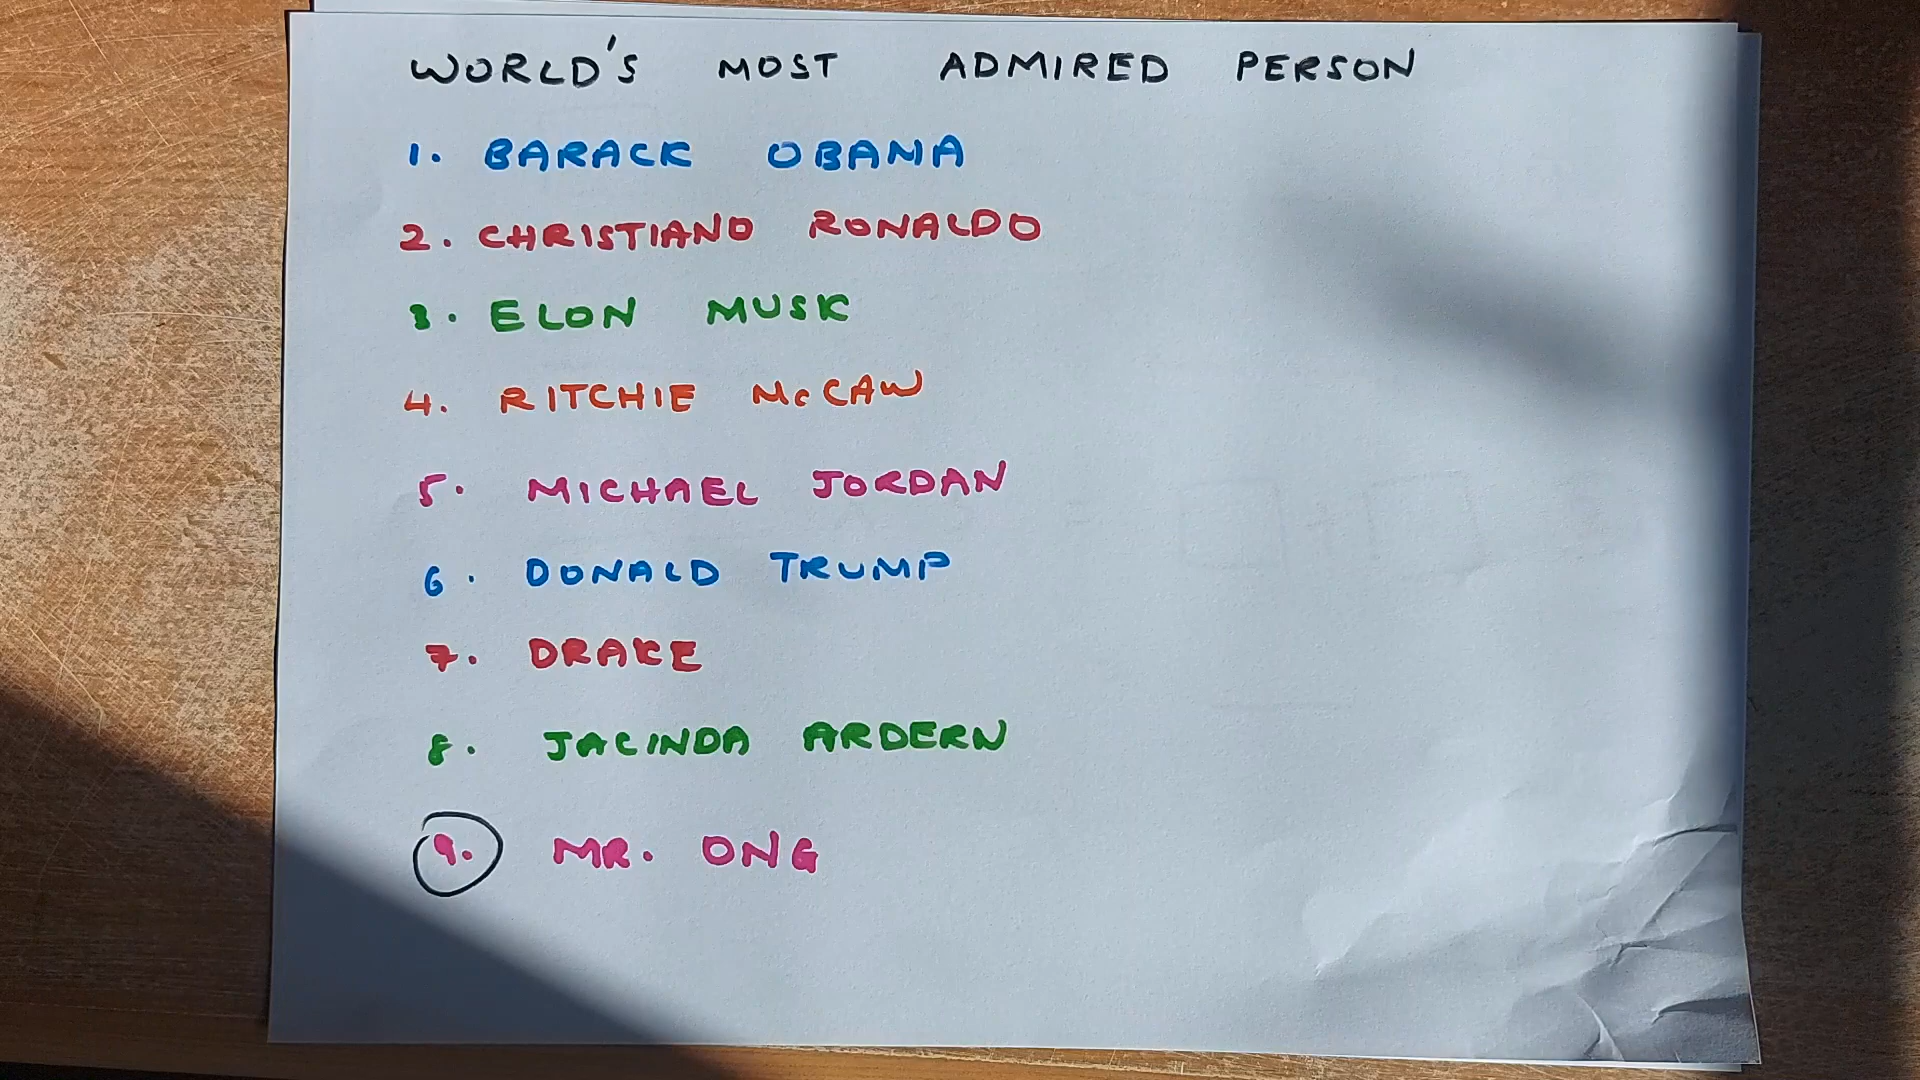 WORLD'S MOST ADMIRED PERSON
1. BARACK OBAMA
2. CHRISTIANO RONALDO
3. ELON MUSK
4. RITCHIE McCAW
5. MICHAEL JORDAN
6. DONALD TRUMP
7. DRAKE
8. JACINDA ARDERN
9. MR. ONG